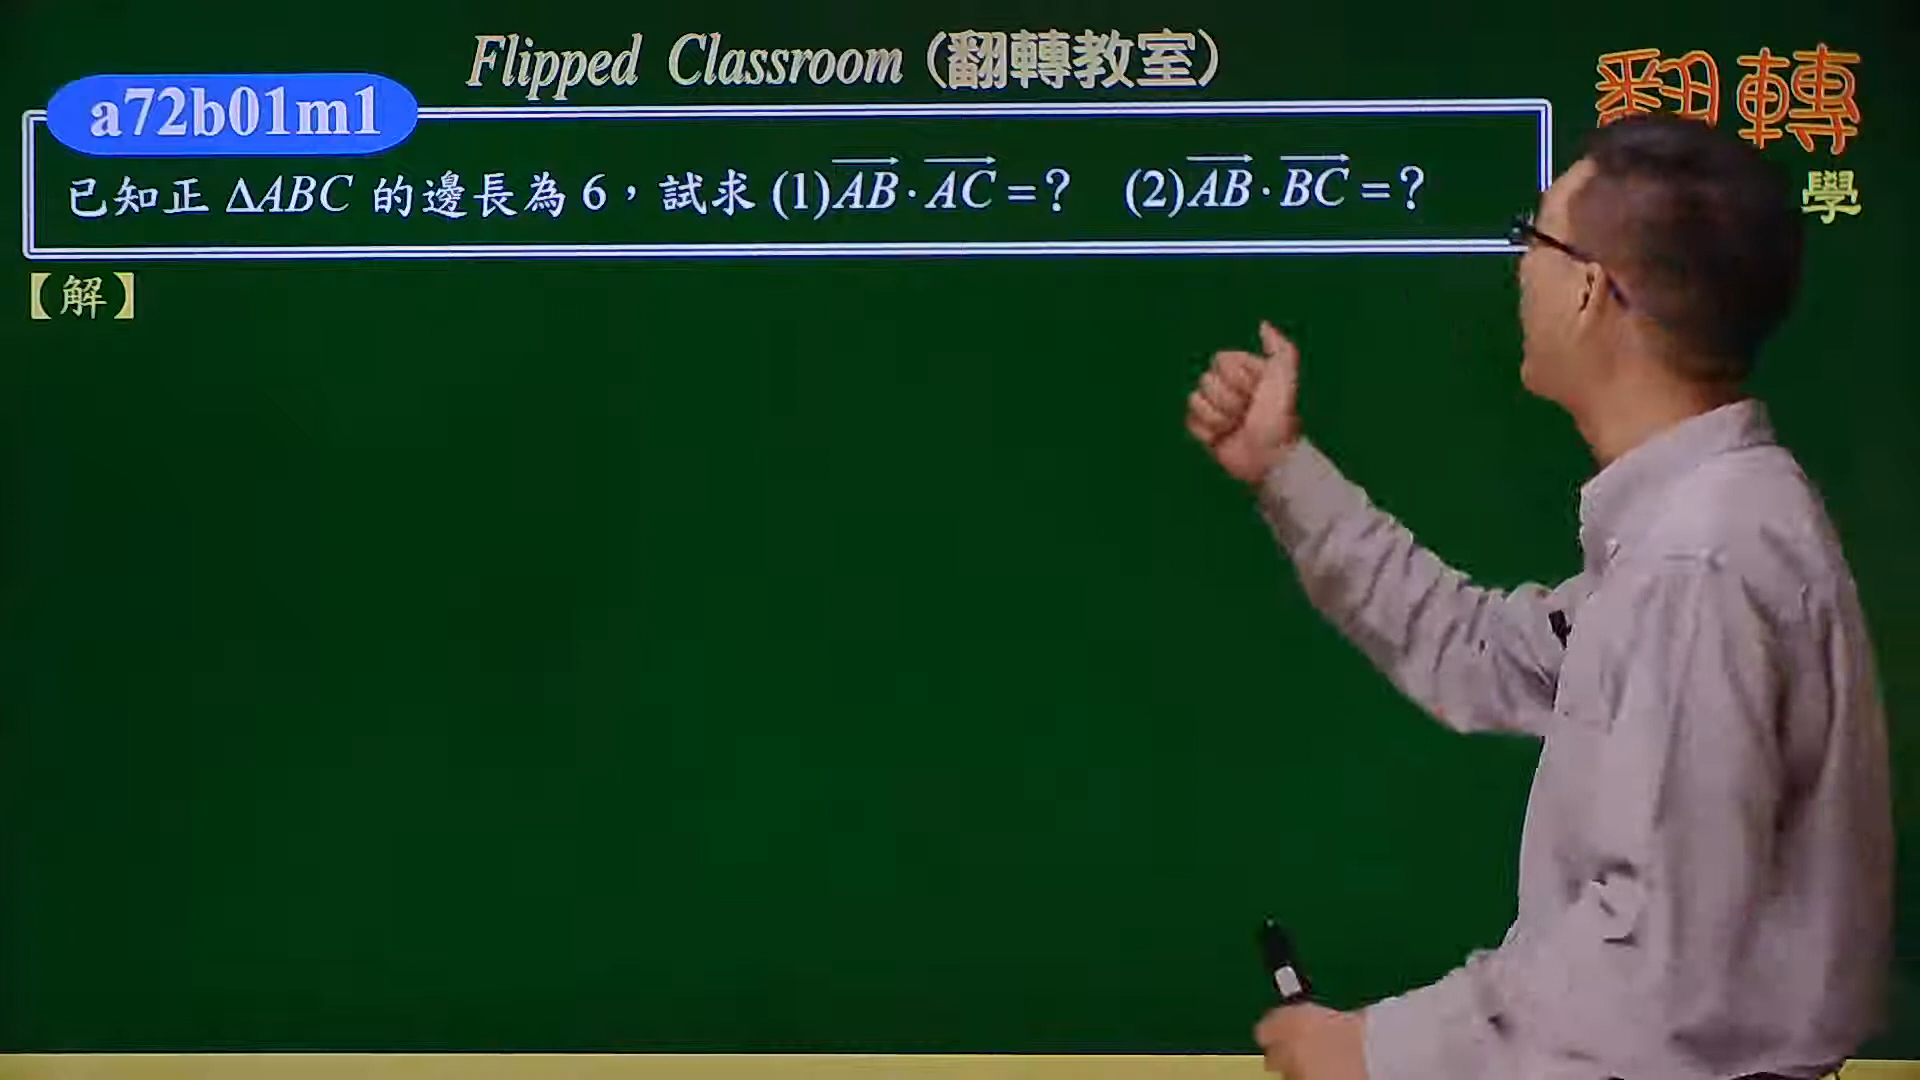 Flipped Classroom (翻轉教室)
翻轉
學
a72b01m1
已知正 ΔABC 的邊長為 6，試求 (1) $\overrightarrow{AB}\cdot\overrightarrow{AC}=?$ (2) $\overrightarrow{AB}\cdot\overrightarrow{BC}=?$
【解】